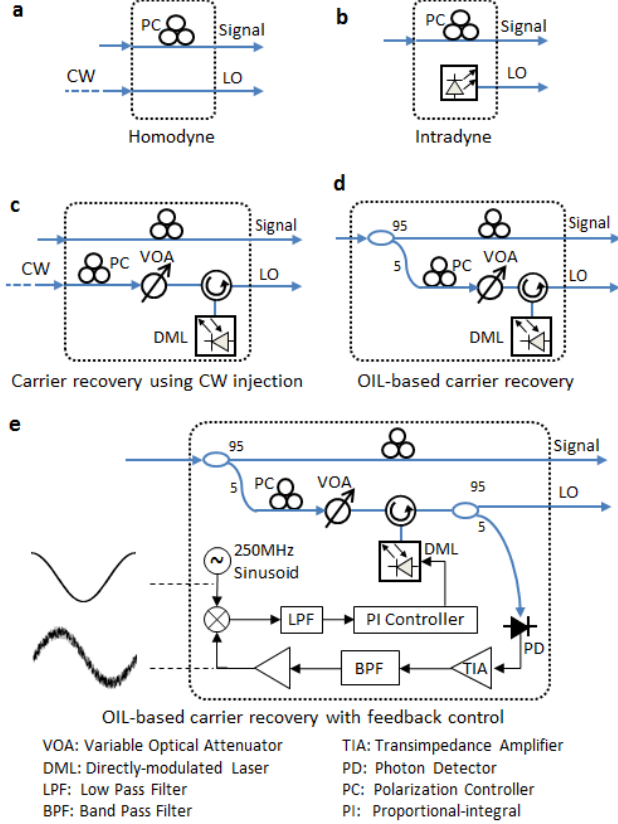 a
PC
Signal
CW
LO
Homodyne
b
PC
Signal
LO
Intradyne
c
Signal
CW
PC
VOA
LO
DML
Carrier recovery using CW injection
d
95
Signal
5
PC
VOA
LO
DML
OIL-based carrier recovery
e
95
Signal
5
PC
VOA
95
LO
5
250MHz
Sinusoid
~
DML
LPF
PI Controller
PD
BPF
TIA
OIL-based carrier recovery with feedback control
VOA: Variable Optical Attenuator
DML: Directly-modulated Laser
LPF: Low Pass Filter
BPF: Band Pass Filter
TIA: Transimpedance Amplifier
PD: Photon Detector
PC: Polarization Controller
PI: Proportional-integral